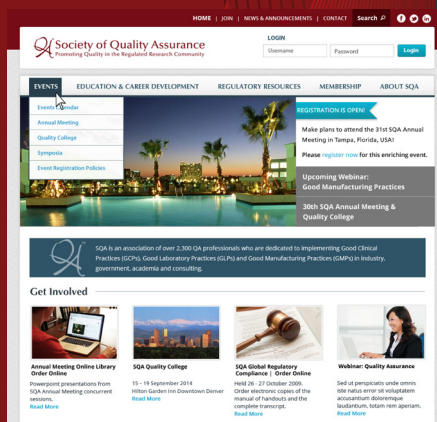 HOME | JOIN | NEWS & ANNOUNCEMENTS | CONTACT Search
Society of Quality Assurance
Promoting Quality in the Regulated Research Community
LOGIN
Username
Password
Login
EVENTS EDUCATION & CAREER DEVELOPMENT REGULATORY RESOURCES MEMBERSHIP ABOUT SQA
Events Calendar
Annual Meeting
Quality College
Symposia
Event Registration Policies
REGISTRATION IS OPEN!
Make plans to attend the 31st SQA Annual
Meeting in Tampa, Florida, USA!
Please register now for this enriching event.
Upcoming Webinar:
Good Manufacturing Practices
30th SQA Annual Meeting &
Quality College
SQA is an association of over 2,300 QA professionals who are dedicated to implementing Good Clinical
Practices (GCPs), Good Laboratory Practices (GLPs) and Good Manufacturing Practices (GMPs) in industry,
government, academia and consulting.
Get Involved
Annual Meeting Online Library
Order Online
Powerpoint presentations from
SQA Annual Meeting concurrent
sessions.
Read More
SQA Quality College
15 - 19 September 2014
Hilton Garden Inn Downtown Denver
Read More
SQA Global Regulatory
Compliance | Order Online
Held 26 - 27 October 2009.
Order electronic copies of the
manual of handouts and the
complete transcript.
Read More
Webinar: Quality Assurance
Sed ut perspiciatis unde omnis
iste natus error sit voluptatem
accusantium doloremque
laudantium, totam rem aperiam.
Read More